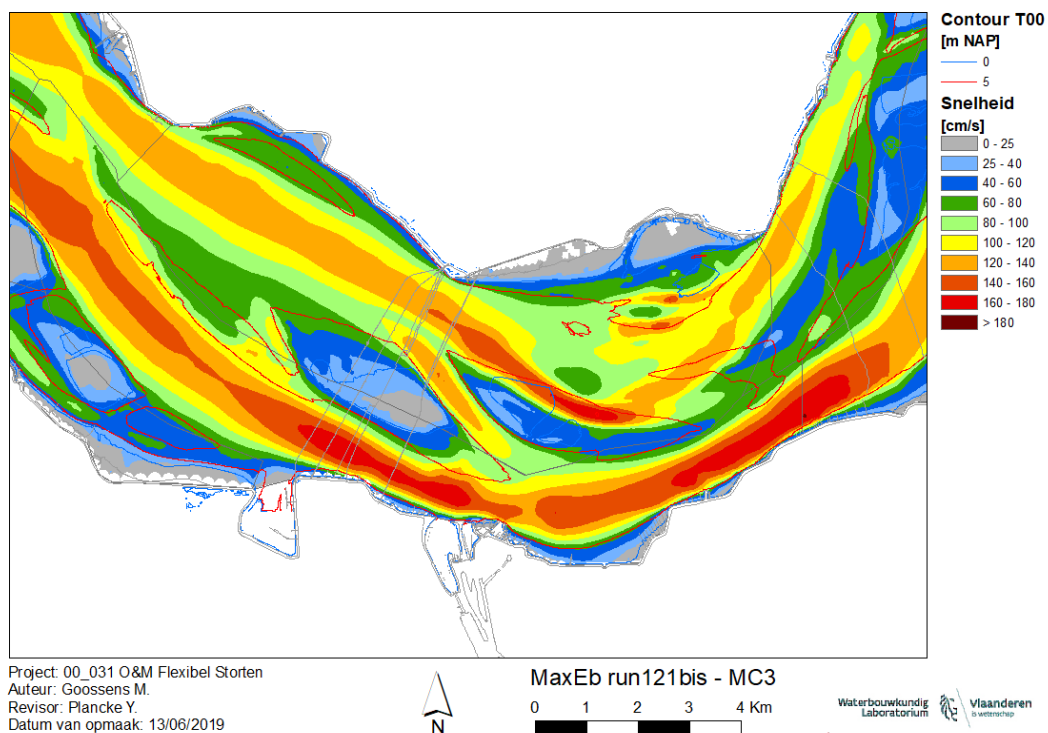 Contour T00
[m NAP]
0
5
Snelheid
[cm/s]
0 - 25
25 - 40
40 - 60
60 - 80
80 - 100
100 - 120
120 - 140
140 - 160
160 - 180
> 180
Project: 00_031 O&M Flexibel Storten
Auteur: Goossens M.
Revisor: Plancke Y.
Datum van opmaak: 13/06/2019
N
MaxEb run121bis - MC3
0 1 2 3 4 Km
Waterbouwkundig
Laboratorium
Vlaanderen
is wetenschap